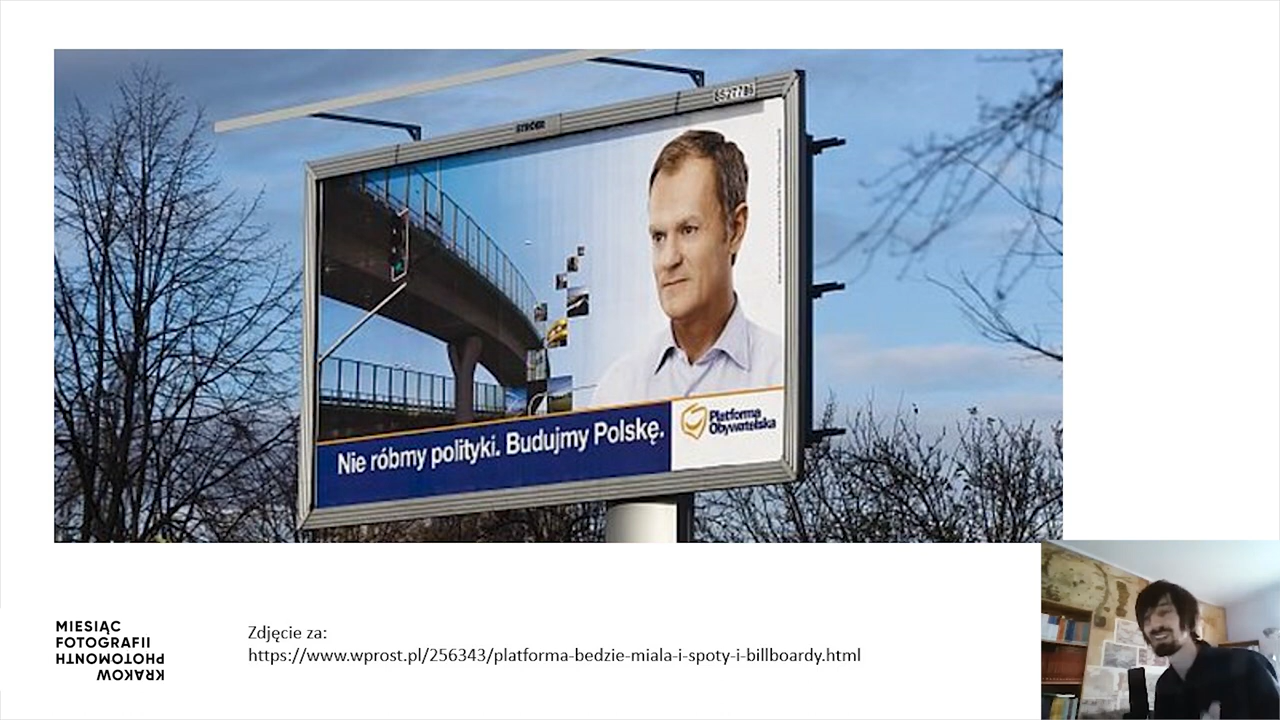 STRÖER
Nie róbmy polityki. Budujmy Polskę.
Platforma
Obywatelska
MIESIĄC
FOTOGRAFII
PHOTOMONTH
KRAKOW
Zdjęcie za:
https://www.wprost.pl/256343/platforma-bedzie-miala-i-spoty-i-billboardy.html